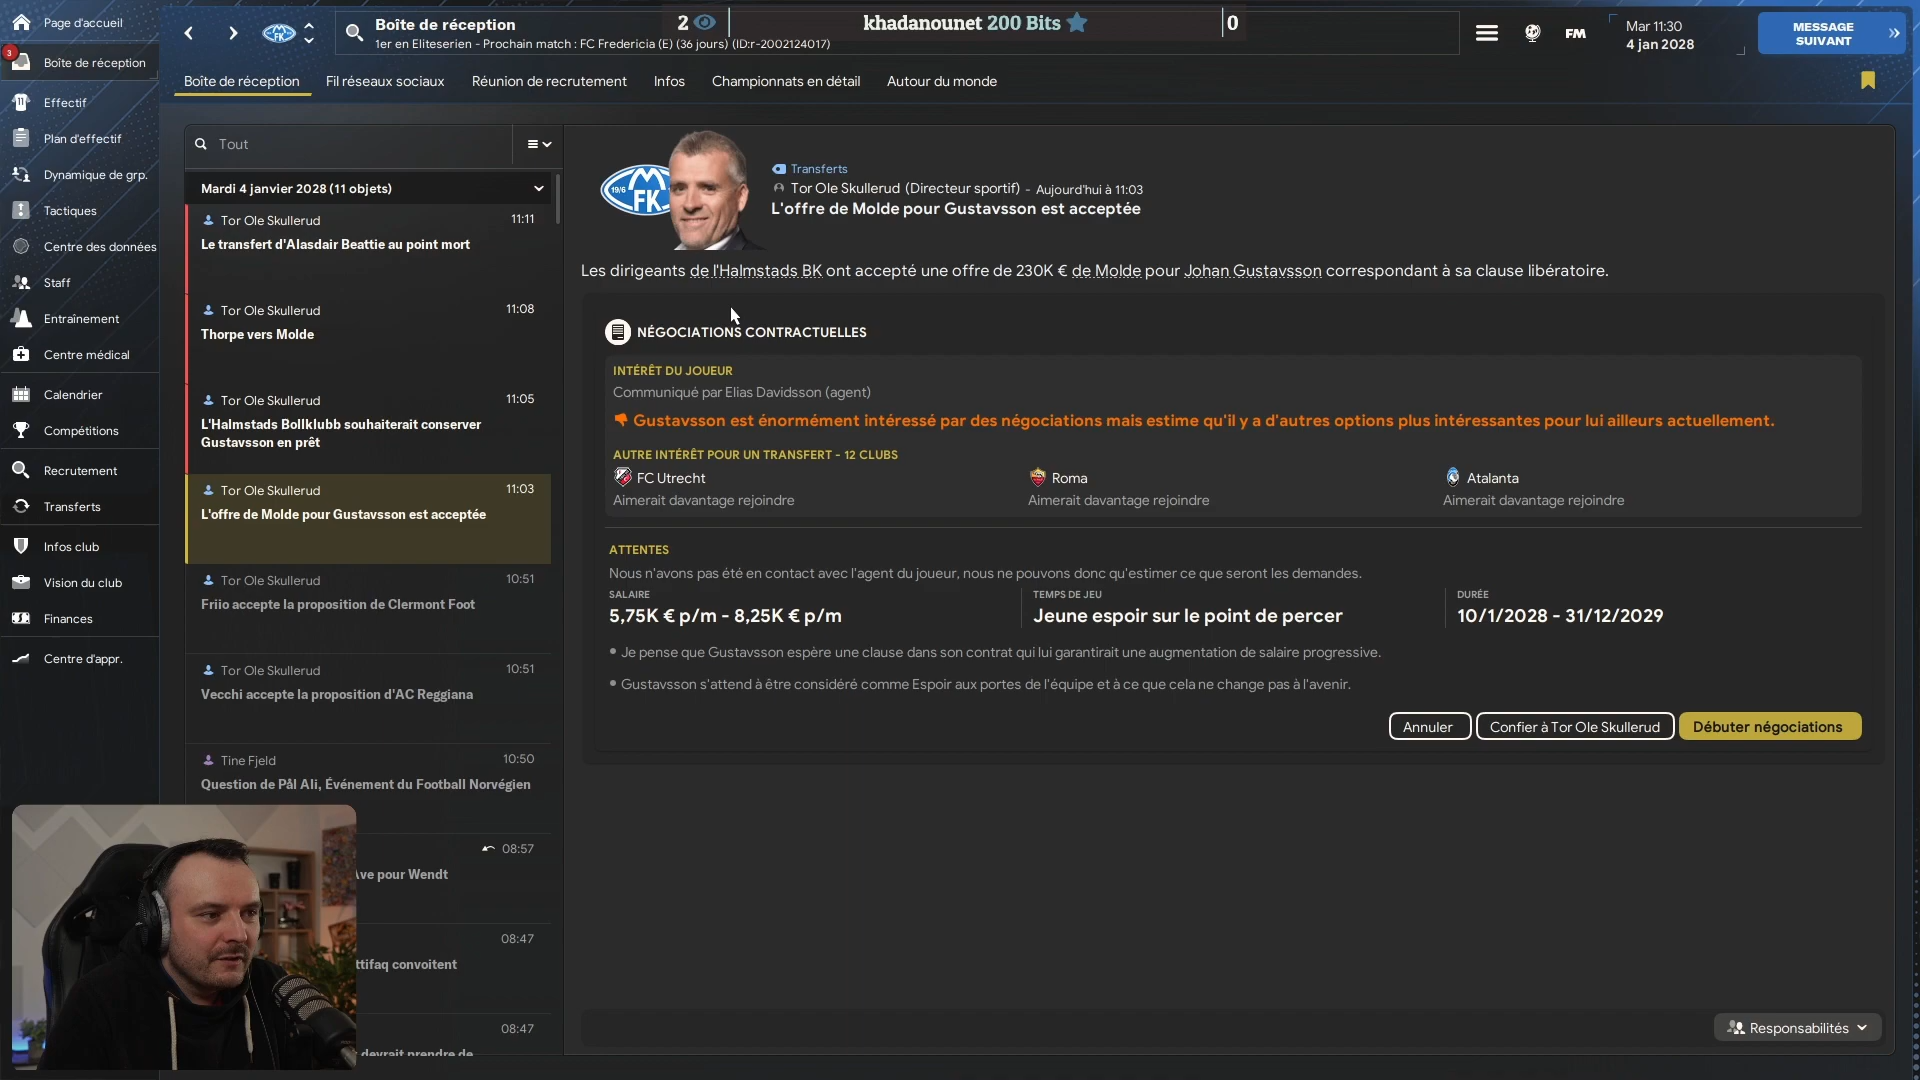 Page d'accueil
3
Boîte de réception
Effectif
Plan d'effectif
Dynamique de grp.
Tactiques
Centre des données
Staff
Entraînement
Centre médical
Calendrier
Compétitions
Recrutement
Transferts
Infos club
Vision du club
Finances
Centre d'appr.
Boîte de réception
1er en Eliteserien - Prochain match : FC Fredericia (E) (36 jours) (ID:r-2002124017)
2
khadanounet 200 Bits
0
FM
Mar 11:30
4 jan 2028
MESSAGE
SUIVANT
Boîte de réception Fil réseaux sociaux Réunion de recrutement Infos Championnats en détail Autour du monde
Tout
Mardi 4 janvier 2028 (11 objets)
Tor Ole Skullerud 11:11
Le transfert d'Alasdair Beattie au point mort
Tor Ole Skullerud 11:08
Thorpe vers Molde
Tor Ole Skullerud 11:05
L'Halmstads Bollklubb souhaiterait conserver
Gustavsson en prêt
Tor Ole Skullerud 11:03
L'offre de Molde pour Gustavsson est acceptée
Tor Ole Skullerud 10:51
Friio accepte la proposition de Clermont Foot
Tor Ole Skullerud 10:51
Vecchi accepte la proposition d'AC Reggiana
Tine Fjeld 10:50
Question de Pål Ali, Événement du Football Norvégien
08:57
pour Wendt
08:47
convoitent
08:47
devrait prendre de
Transferts
Tor Ole Skullerud (Directeur sportif) - Aujourd'hui à 11:03
L'offre de Molde pour Gustavsson est acceptée
Les dirigeants de l'Halmstads BK ont accepté une offre de 230K € de Molde pour Johan Gustavsson correspondant à sa clause libératoire.
NÉGOCIATIONS CONTRACTUELLES
INTÉRÊT DU JOUEUR
Communiqué par Elias Davidsson (agent)
Gustavsson est énormément intéressé par des négociations mais estime qu'il y a d'autres options plus intéressantes pour lui ailleurs actuellement.
AUTRE INTÉRÊT POUR UN TRANSFERT - 12 CLUBS
FC Utrecht Roma Atalanta
Aimerait davantage rejoindre Aimerait davantage rejoindre Aimerait davantage rejoindre
ATTENTES
Nous n'avons pas été en contact avec l'agent du joueur, nous ne pouvons donc qu'estimer ce que seront les demandes.
SALAIRE TEMPS DE JEU DURÉE
5,75K € p/m - 8,25K € p/m Jeune espoir sur le point de percer 10/1/2028 - 31/12/2029
• Je pense que Gustavsson espère une clause dans son contrat qui lui garantirait une augmentation de salaire progressive.
• Gustavsson s'attend à être considéré comme Espoir aux portes de l'équipe et à ce que cela ne change pas à l'avenir.
Annuler Confier à Tor Ole Skullerud Débuter négociations
Responsabilités